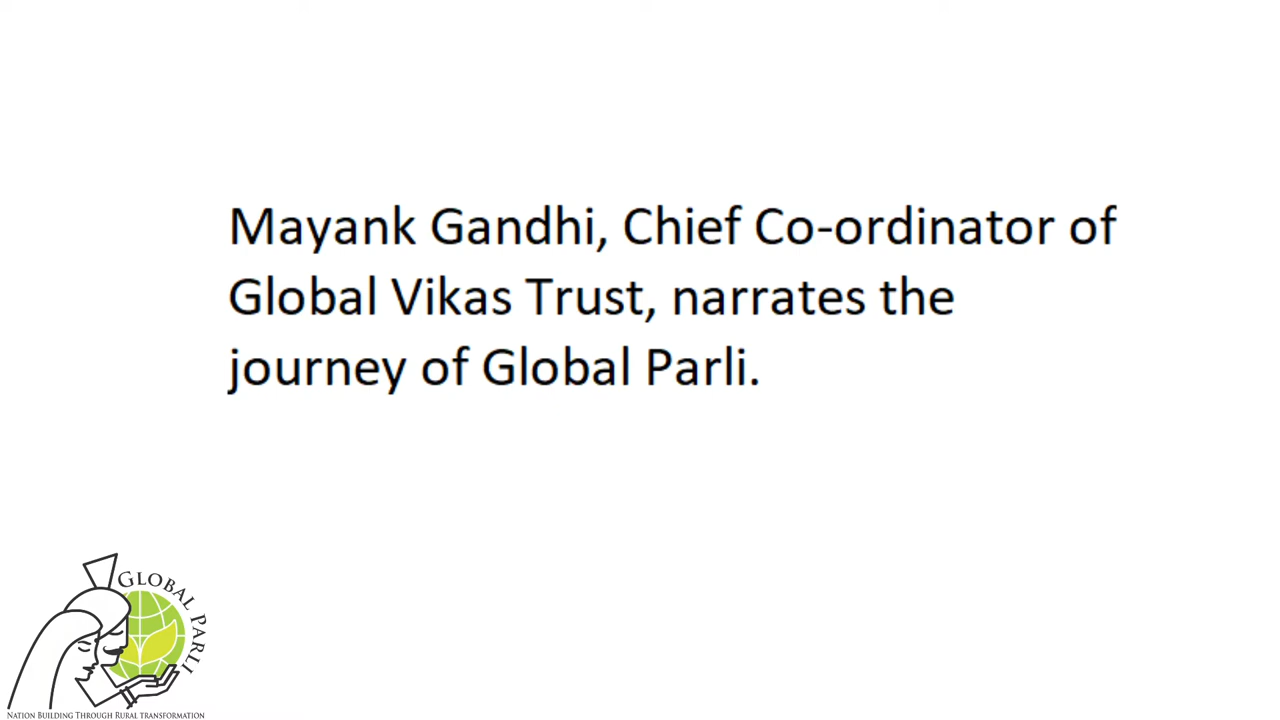 Mayank Gandhi, Chief Co-ordinator of
Global Vikas Trust, narrates the
journey of Global Parli.
GLOBAL PARLI
NATION BUILDING THROUGH RURAL TRANSFORMATION